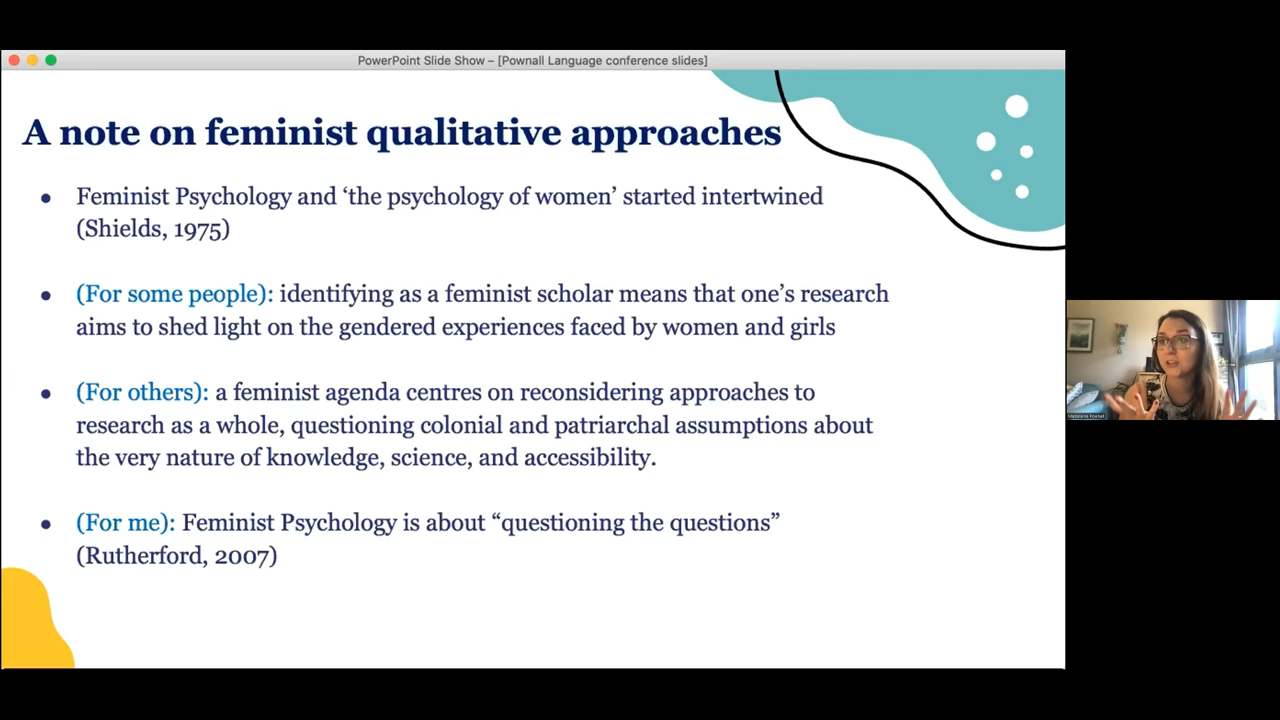 PowerPoint Slide Show – [Pownall Language conference slides]
A note on feminist qualitative approaches
• Feminist Psychology and ‘the psychology of women’ started intertwined
(Shields, 1975)
• (For some people): identifying as a feminist scholar means that one’s research
aims to shed light on the gendered experiences faced by women and girls
• (For others): a feminist agenda centres on reconsidering approaches to
research as a whole, questioning colonial and patriarchal assumptions about
the very nature of knowledge, science, and accessibility.
• (For me): Feminist Psychology is about “questioning the questions”
(Rutherford, 2007)